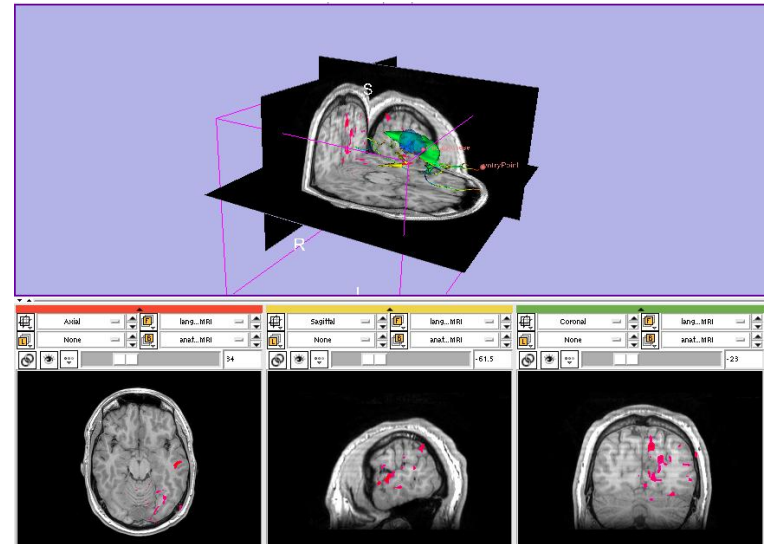 S
R
Axial
lang...MRI
None
anat...MRI
34
Sagittal
lang...MRI
None
anat...MRI
-61.5
Coronal
lang...MRI
None
anat...MRI
-23